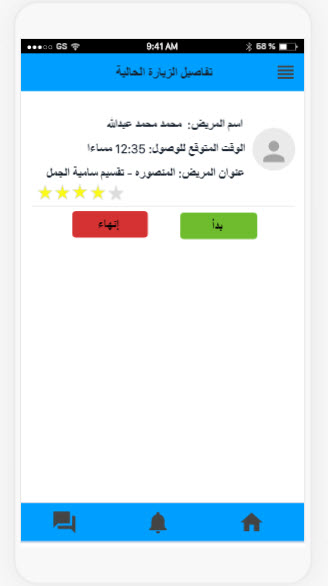 GS 9:41 AM 68 %
تفاصيل الزيارة الحالية
اسم المريض: محمد محمد عبدالله
الوقت المتوقع للوصول: 12:35 مساءا
عنوان المريض: المنصوره - تقسيم سامية الجمل
بدأ
إنهاء